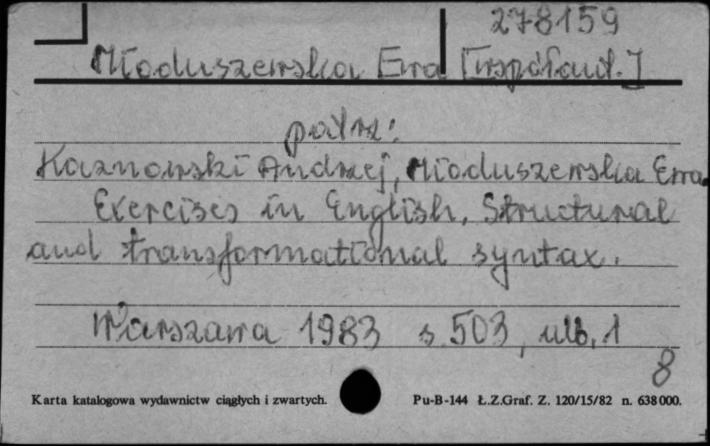 278159
Mioduszewska Ewa [współaut.]
patrz:
Kaznowski Andrzej, Mioduszewska Ewa.
Exercises in English. Structural
and transformational syntax.
Warszawa 1983 s. 503, nlb. 1
8
Karta katalogowa wydawnictw ciągłych i zwartych. Pu-B-144 Ł.Z.Graf. Z. 120/15/82 n. 638000.